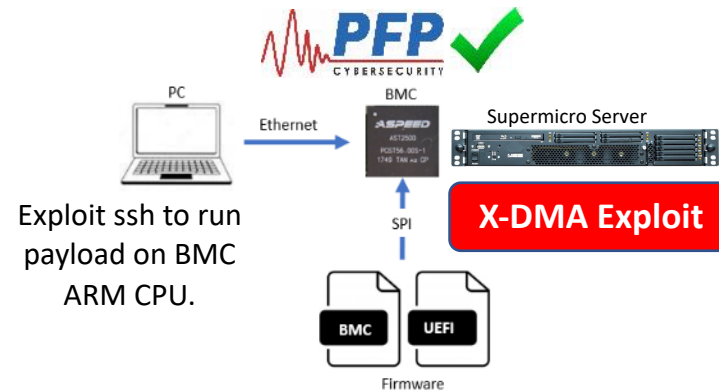 PFP
CYBERSECURITY
PC
BMC
Ethernet
ASPEED
AST2500
Supermicro Server
Exploit ssh to run
payload on BMC
ARM CPU.
SPI
X-DMA Exploit
BMC
UEFI
Firmware